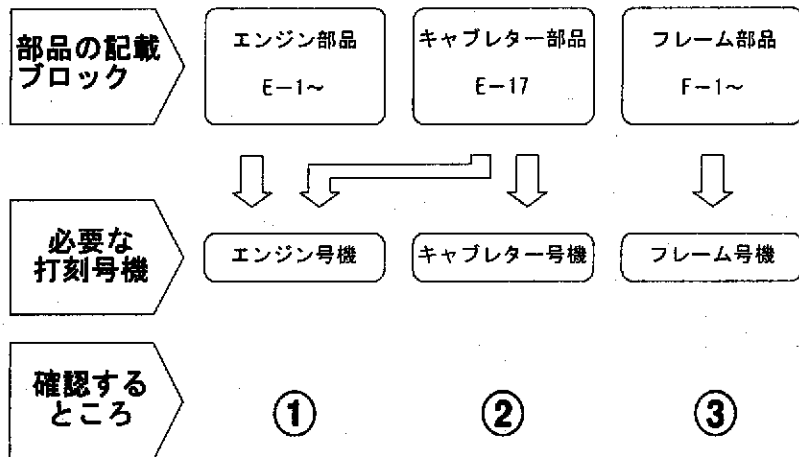 部品の記載
ブロック
エンジン部品
E－1～
キャブレター部品
E－17
フレーム部品
F－1～
必要な
打刻号機
エンジン号機
キャブレター号機
フレーム号機
確認する
ところ
①
②
③